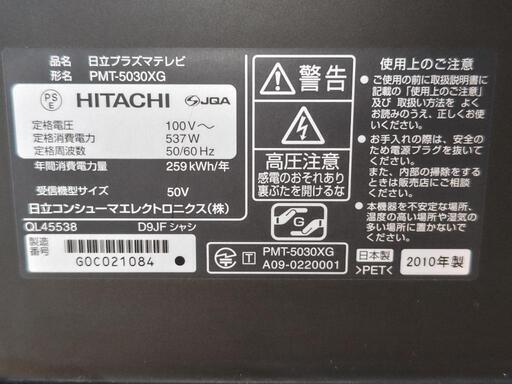 品名 日立プラズマテレビ
形名 PMT-5030XG
PS
E
HITACHI JQA
定格電圧 100V～
定格消費電力 537W
定格周波数 50/60Hz
年間消費電力量 259kWh/年
受信機型サイズ 50V
日立コンシューマエレクトロニクス(株)
QL45538 D9JFシャシ
製造番号 G0C021084
警告
高圧注意
感電のおそれあり
裏ぶたを開けるな
G
T PMT-5030XG
A09-0220001
使用上のご注意
●ご使用の前に取扱説明書に
記載の「使用上のご注意」
及び 取扱い方法を よく
お読みのうえ、正しくお使
いください。
●お手入れの際は、安全の
ため電源プラグを抜いてく
ださい。
また、内部の掃除をする
ときは販売店にご相談くだ
さい。
●本機器を不安定な場所、
温度の高い場所や湿気の
多い場所に置かないで
ください。
日本製
>PET<
2010年製